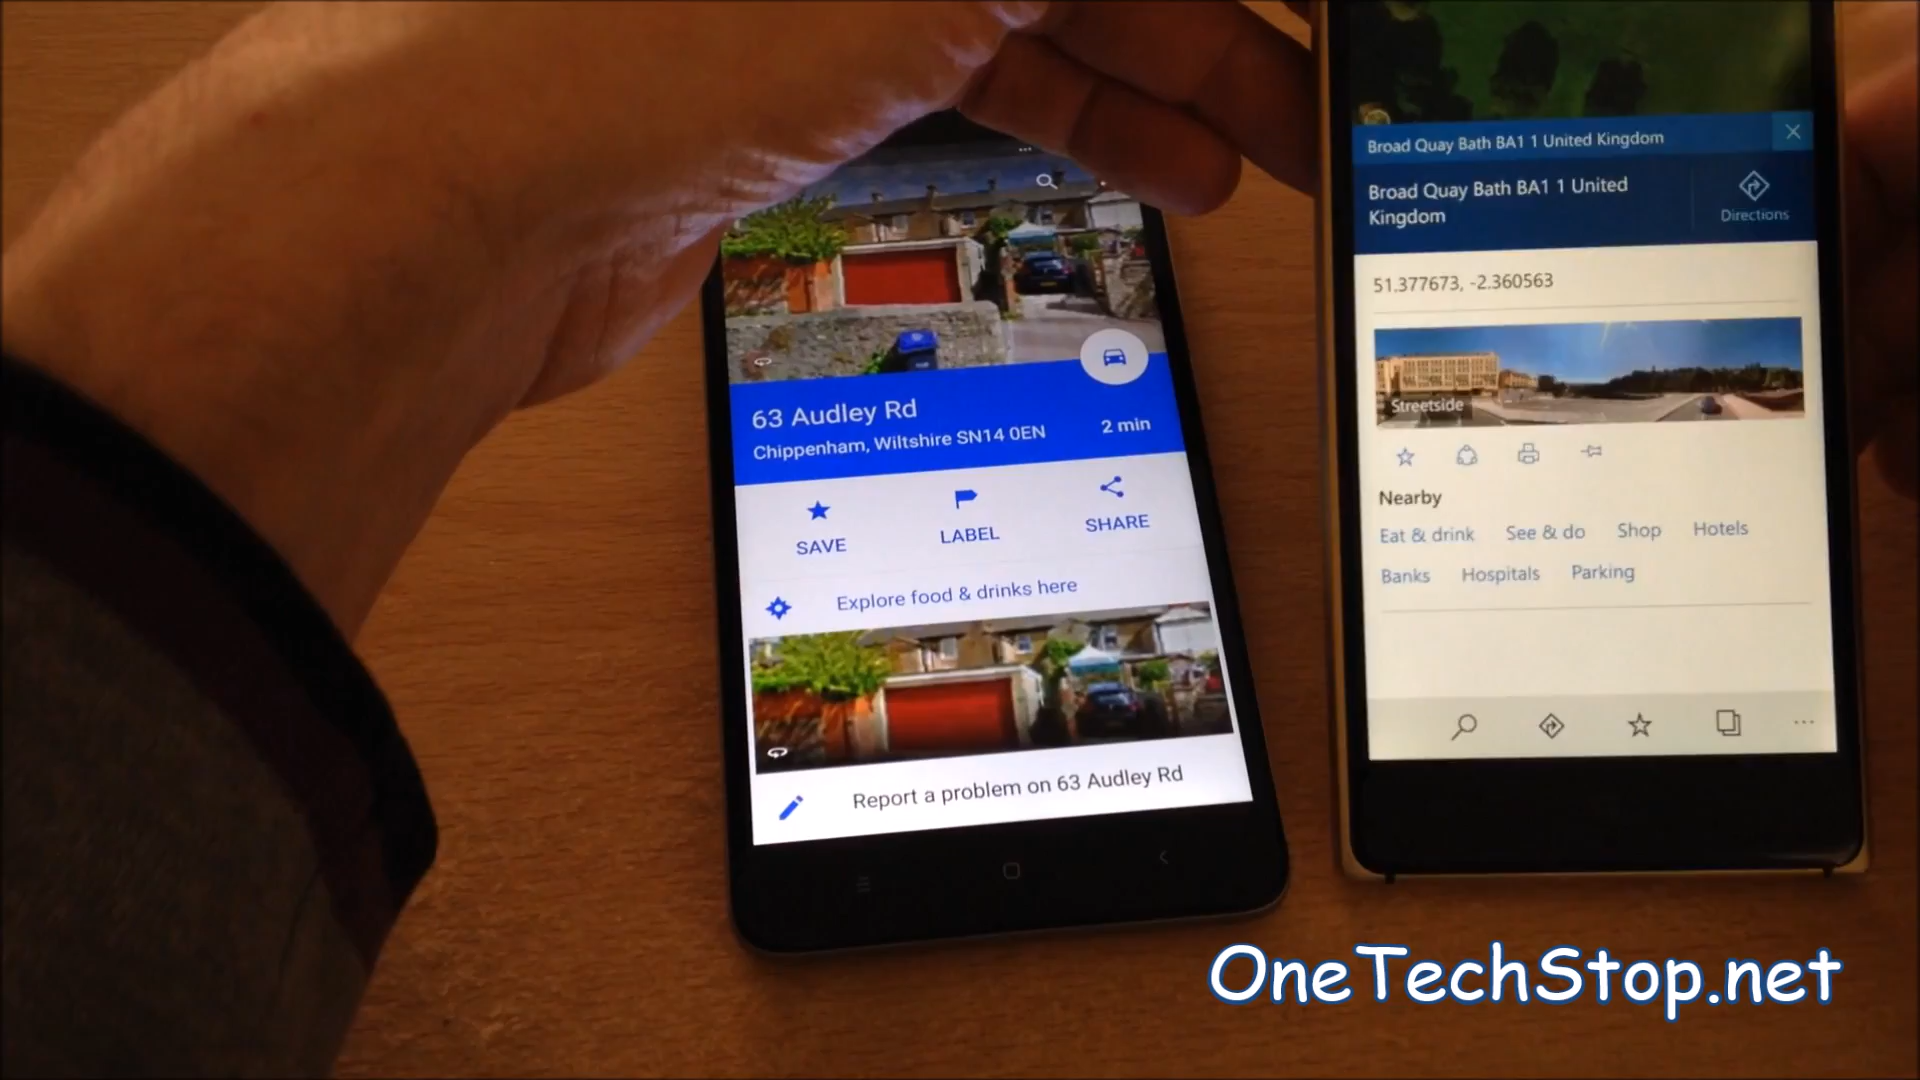 63 Audley Rd
Chippenham, Wiltshire SN14 0EN
2 min
SAVE
LABEL
SHARE
Explore food & drinks here
Report a problem on 63 Audley Rd
Broad Quay Bath BA1 1 United Kingdom
Broad Quay Bath BA1 1 United
Kingdom
Directions
51.377673, -2.360563
Streetside
Nearby
Eat & drink See & do Shop Hotels
Banks Hospitals Parking
OneTechStop.net